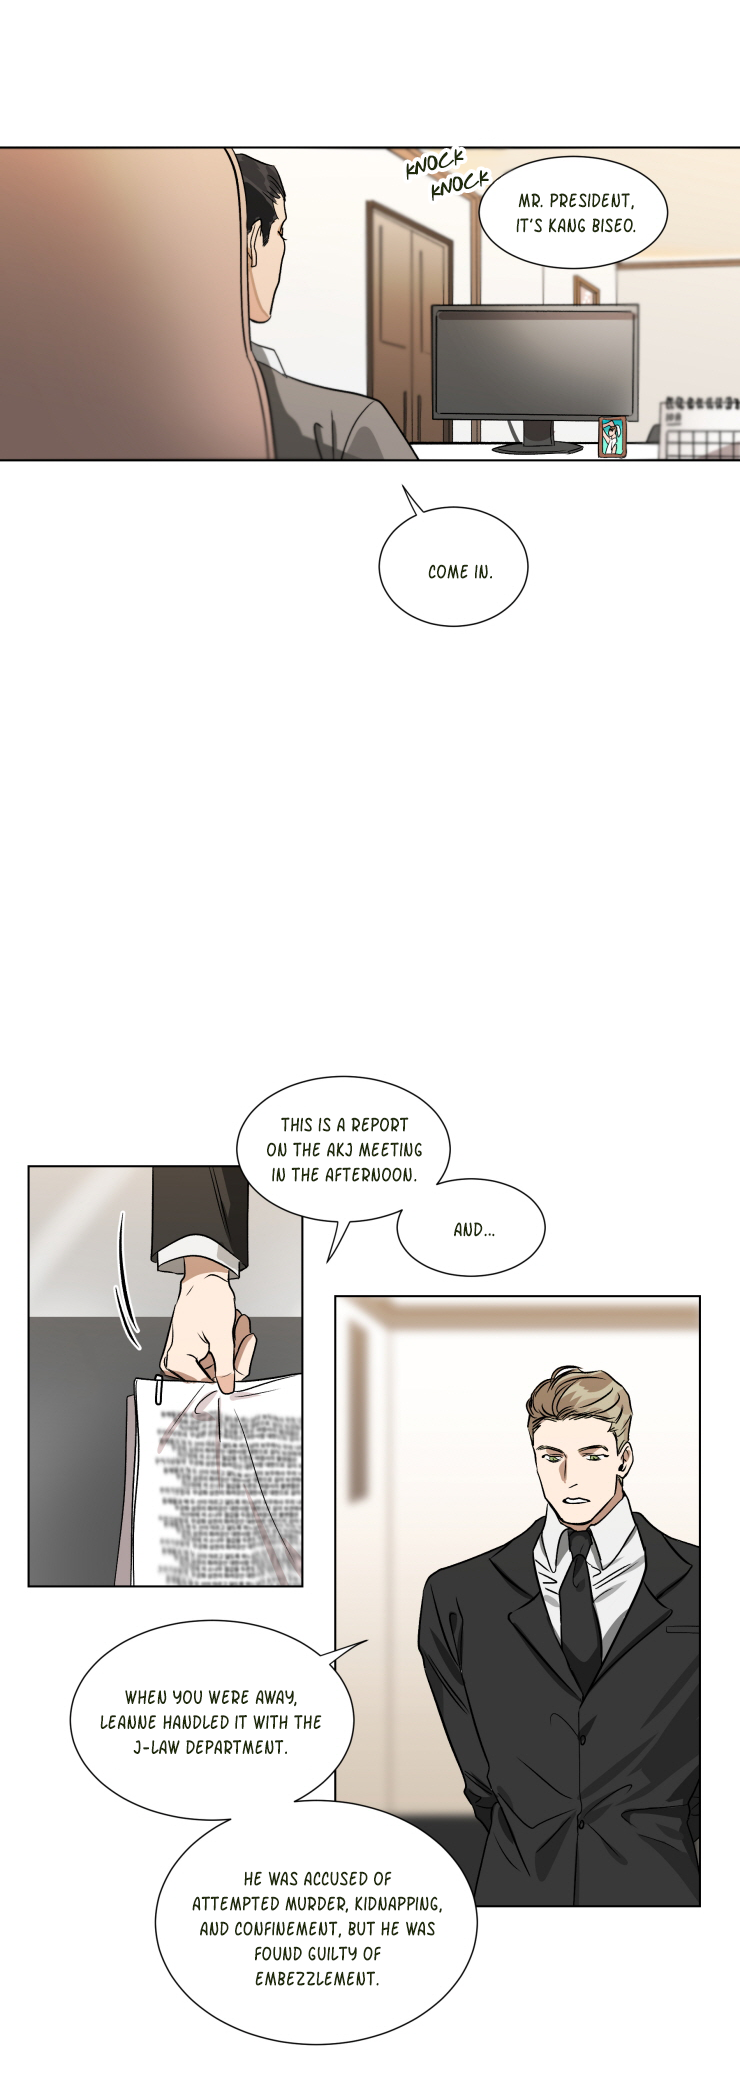 KNOCK
KNOCK
MR. PRESIDENT,
IT'S KANG BISEO.
COME IN.
THIS IS A REPORT
ON THE AKJ MEETING
IN THE AFTERNOON.
AND...
WHEN YOU WERE AWAY,
LEANNE HANDLED IT WITH THE
J-LAW DEPARTMENT.
HE WAS ACCUSED OF
ATTEMPTED MURDER, KIDNAPPING,
AND CONFINEMENT, BUT HE WAS
FOUND GUILTY OF
EMBEZZLEMENT.